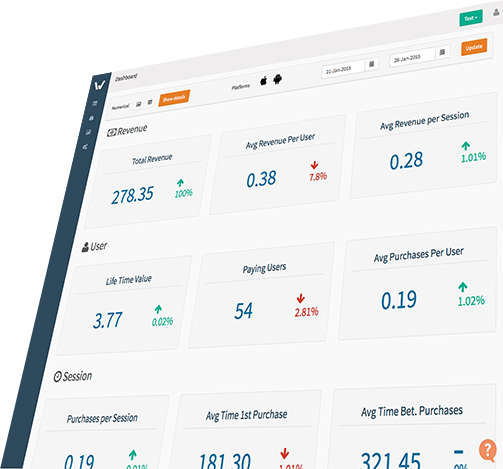 Test
Dashboard
Numerical
Show details
Platforms
31-Jan-2015
28-Jan-2015
Update
Revenue
Total Revenue
278.35
100%
Avg Revenue Per User
0.38
7.8%
Avg Revenue per Session
0.28
1.01%
User
Life Time Value
3.77
0.02%
Paying Users
54
2.81%
Avg Purchases Per User
0.19
1.02%
Session
Purchases per Session
0.19
0.01%
Avg Time 1st Purchase
181.30
1.01%
Avg Time Bet. Purchases
321.45
0%
?